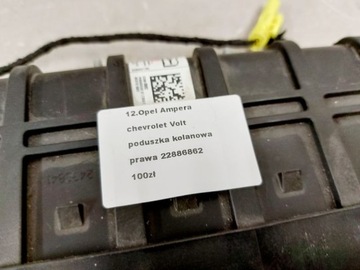 12.Opel Ampera
chevrolet Volt
poduszka kolanowa
prawa 22886862
100zł